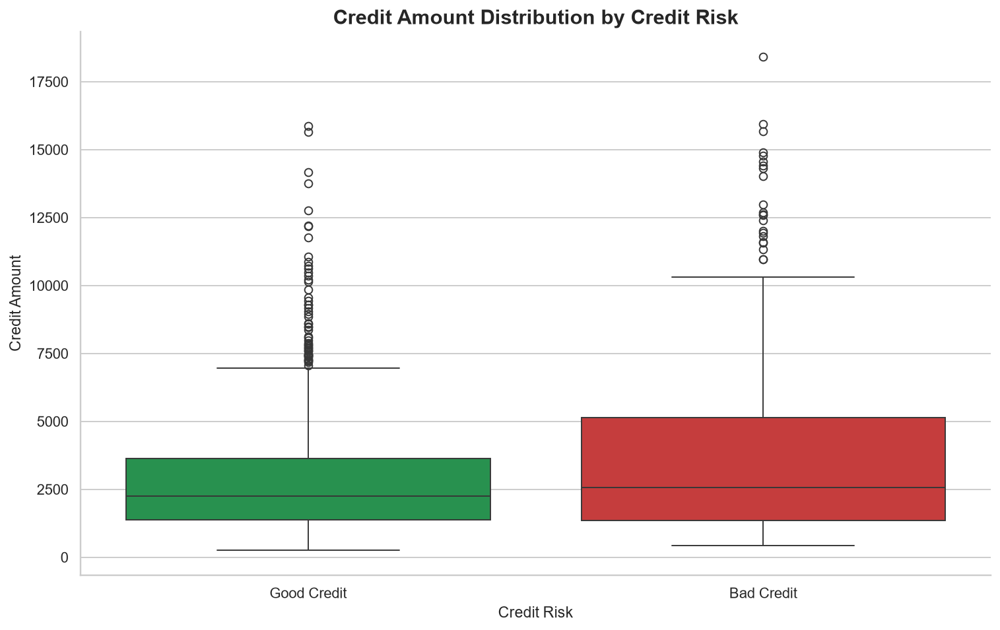 Credit Amount Distribution by Credit Risk
17500
15000
12500
10000
7500
5000
2500
0
Credit Amount
Good Credit
Bad Credit
Credit Risk